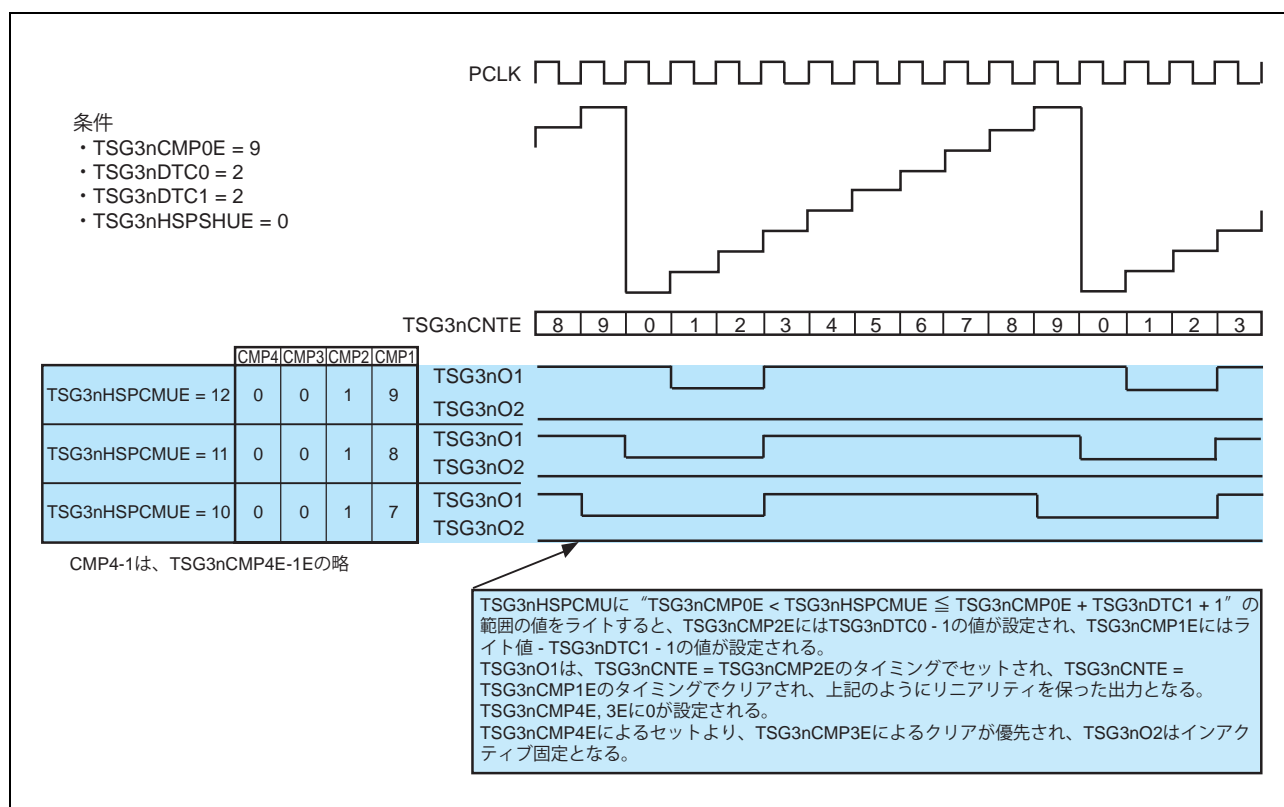 PCLK
条件
・TSG3nCMP0E = 9
・TSG3nDTC0 = 2
・TSG3nDTC1 = 2
・TSG3nHSPSHUE = 0
TSG3nCNTE 8 9 0 1 2 3 4 5 6 7 8 9 0 1 2 3
CMP4 CMP3 CMP2 CMP1
TSG3nHSPCMUE = 12 0 0 1 9
TSG3nO1
TSG3nO2
TSG3nHSPCMUE = 11 0 0 1 8
TSG3nO1
TSG3nO2
TSG3nHSPCMUE = 10 0 0 1 7
TSG3nO1
TSG3nO2
CMP4-1は、TSG3nCMP4E-1Eの略
TSG3nHSPCMUに〝TSG3nCMP0E < TSG3nHSPCMUE ≦ TSG3nCMP0E + TSG3nDTC1 + 1〞の
範囲の値をライトすると、TSG3nCMP2EにはTSG3nDTC0 - 1の値が設定され、TSG3nCMP1Eにはラ
イト値 - TSG3nDTC1 - 1の値が設定される。
TSG3nO1は、TSG3nCNTE = TSG3nCMP2Eのタイミングでセットされ、TSG3nCNTE =
TSG3nCMP1Eのタイミングでクリアされ、上記のようにリニアリティを保った出力となる。
TSG3nCMP4E, 3Eに0が設定される。
TSG3nCMP4Eによるセットより、TSG3nCMP3Eによるクリアが優先され、TSG3nO2はインアク
ティブ固定となる。